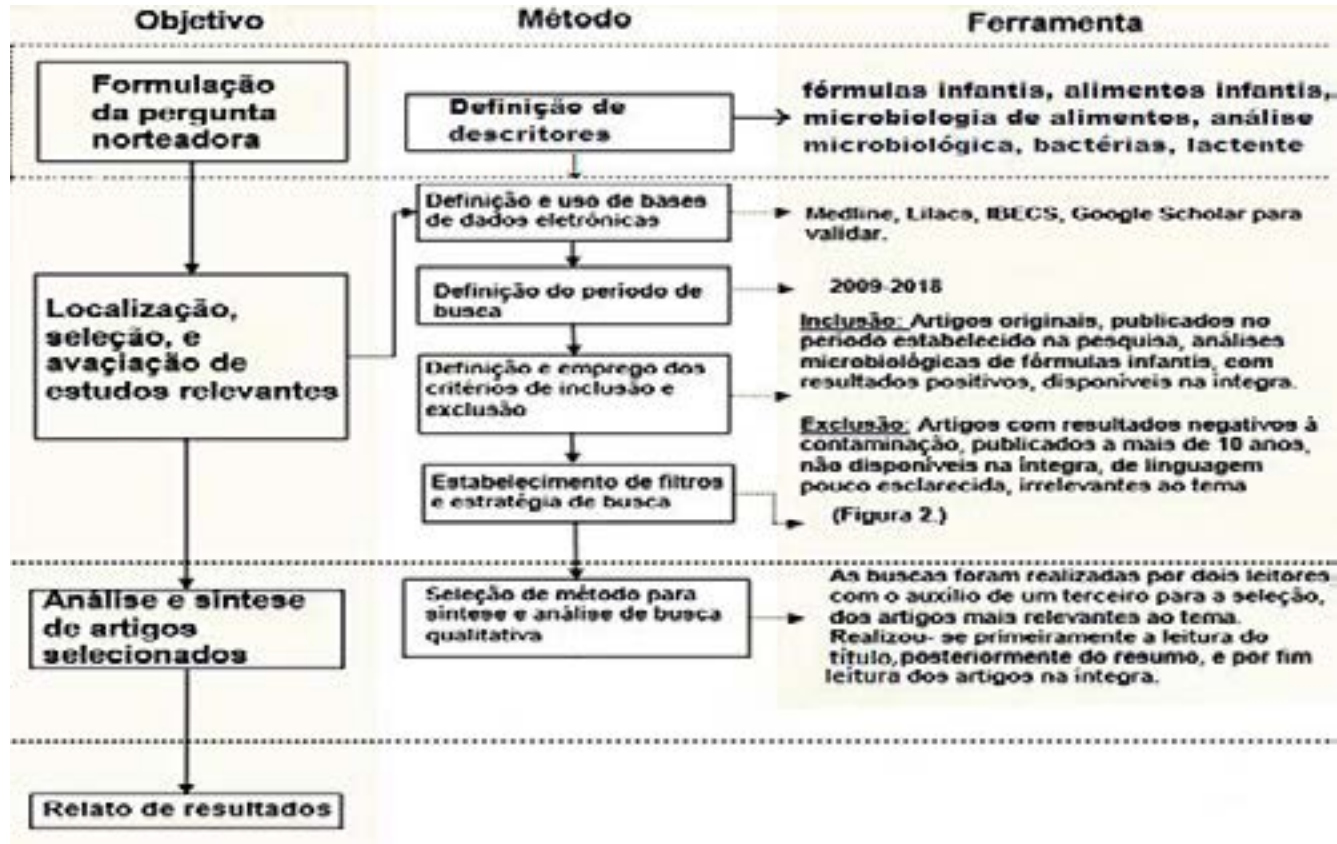 Objetivo
Método
Ferramenta
Formulação
da pergunta
norteadora
Definição de
descritores
fórmulas infantis, alimentos infantis,
microbiologia de alimentos, análise
microbiológica, bactérias, lactente
Localização,
seleção, e
avaçiação de
estudos relevantes
Definição e uso de bases
de dados eletrónicas
Medline, Lilacs, IBECS, Google Scholar para
validar.
Definição do período de
busca
2009-2018
Definição e emprego dos
critérios de inclusão e
exclusão
Inclusão: Artigos originais, publicados no
período estabelecido na pesquisa, análises
microbiológicas de fórmulas infantis, com
resultados positivos, disponíveis na íntegra.
Exclusão: Artigos com resultados negativos à
contaminação, publicados a mais de 10 anos,
não disponíveis na íntegra, de linguagem
pouco esclarecida, irrelevantes ao tema
Estabelecimento de filtros
e estratégia de busca
(Figura 2.)
Análise e síntese
de artigos
selecionados
Seleção de método para
síntese e análise de busca
qualitativa
As buscas foram realizadas por dois leitores
com o auxílio de um terceiro para a seleção,
dos artigos mais relevantes ao tema.
Realizou- se primeiramente a leitura do
título, posteriormente do resumo, e por fim
leitura dos artigos na íntegra.
Relato de resultados